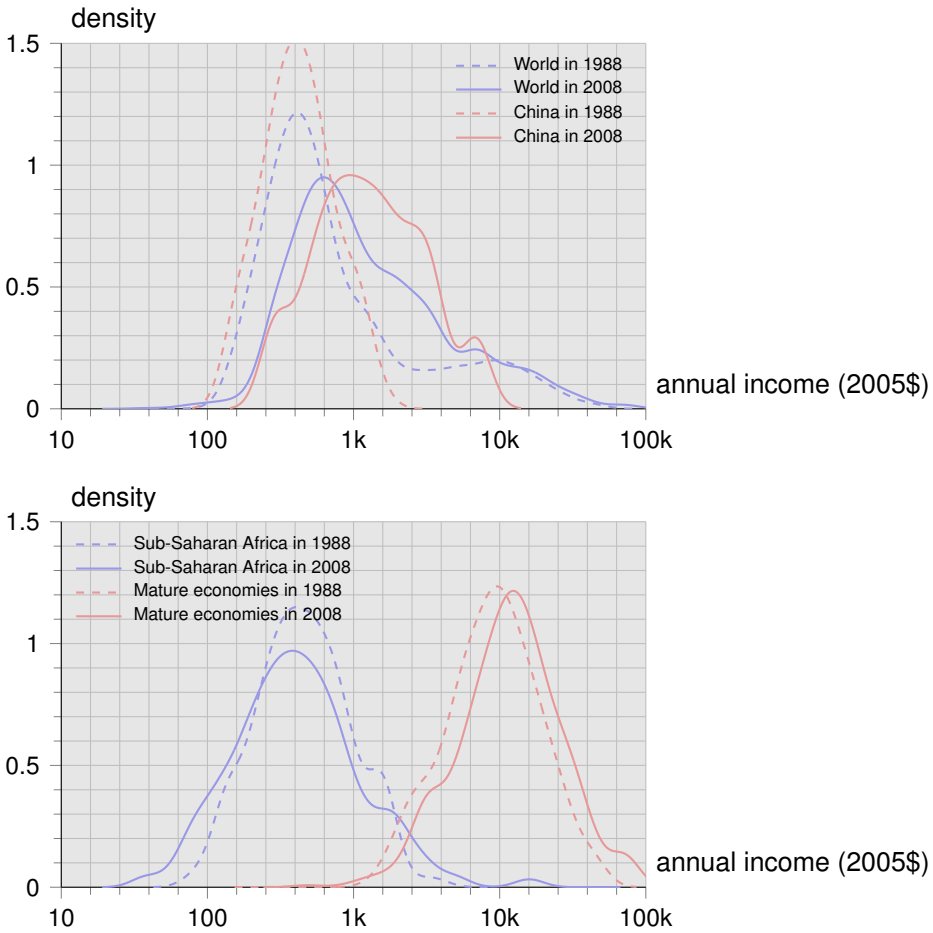 density
1.5
World in 1988
World in 2008
China in 1988
China in 2008
1
0.5
0
annual income (2005$)
10 100 1k 10k 100k
density
1.5
Sub-Saharan Africa in 1988
Sub-Saharan Africa in 2008
Mature economies in 1988
Mature economies in 2008
1
0.5
0
annual income (2005$)
10 100 1k 10k 100k